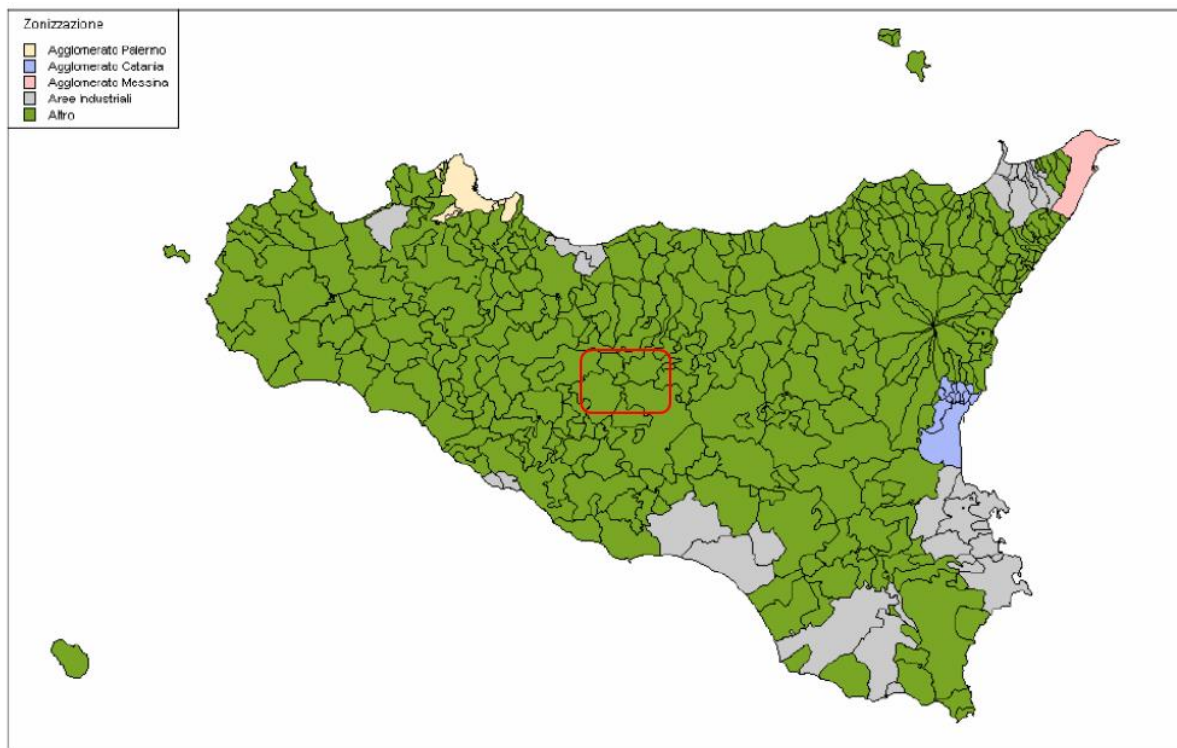 Zonizzazione
Agglomerato Palermo
Agglomerato Catania
Agglomerato Messina
Aree Industriali
Altro